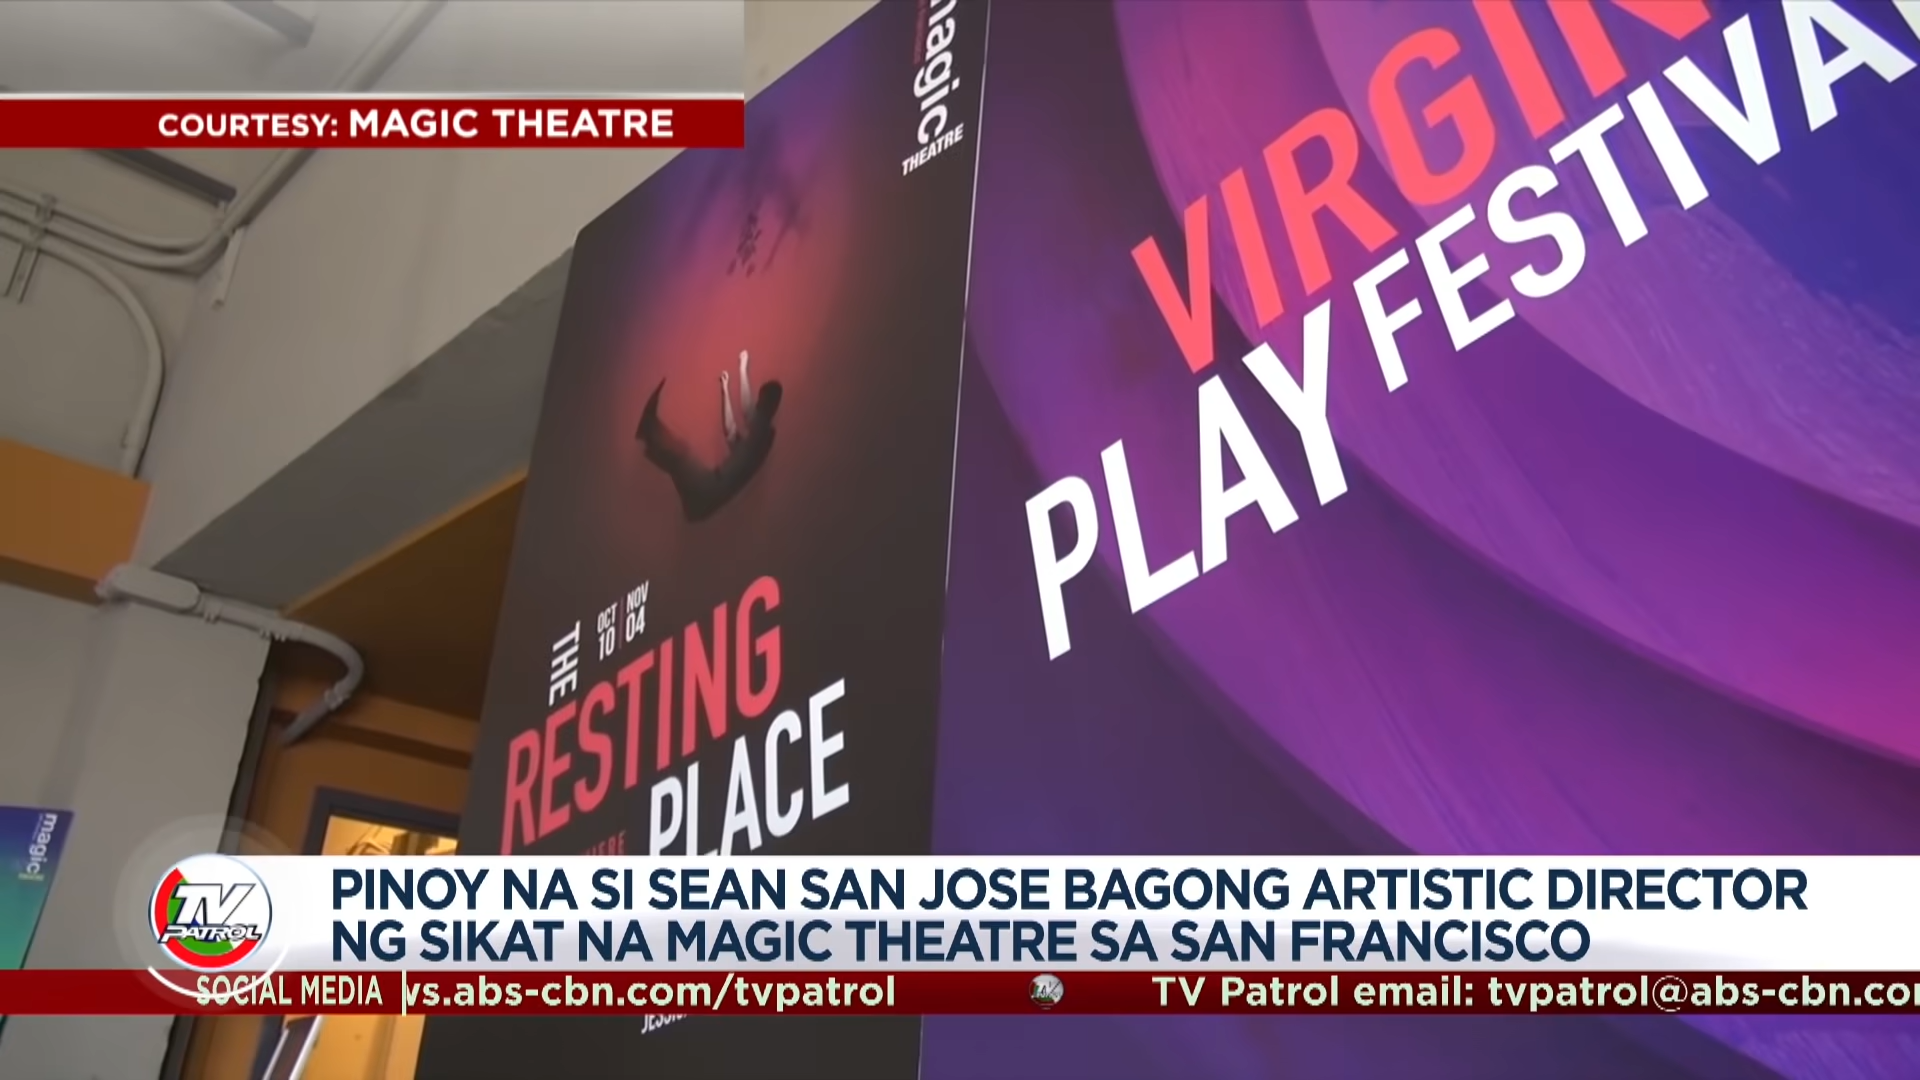 COURTESY: MAGIC THEATRE
magic
THEATRE
VIRGIN
PLAY FESTIVAL
OCT 10 NOV 04
THE
RESTING
PLACE
magic
TV PATROL
PINOY NA SI SEAN SAN JOSE BAGONG ARTISTIC DIRECTOR
NG SIKAT NA MAGIC THEATRE SA SAN FRANCISCO
SOCIAL MEDIA vs.abs-cbn.com/tvpatrol TV Patrol email: tvpatrol@abs-cbn.co